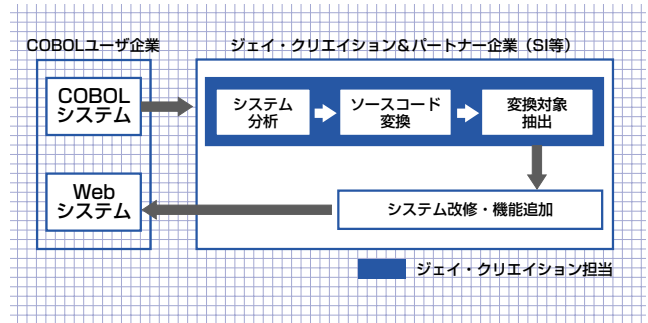 COBOLユーザ企業
ジェイ・クリエイション＆パートナー企業（SI等）
COBOL
システム
システム
分析
ソースコード
変換
変換対象
抽出
Web
システム
システム改修・機能追加
ジェイ・クリエイション担当